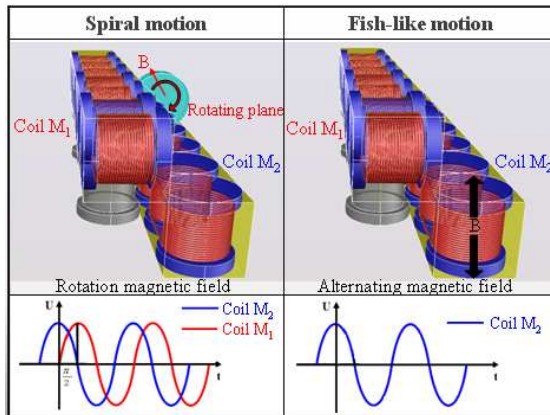 Spiral motion
Fish-like motion
B
Rotating plane
Coil M₁
Coil M₂
Rotation magnetic field
Coil M₁
Coil M₂
B
Alternating magnetic field
U
Coil M₂
Coil M₁
π/2
t
U
Coil M₂
t